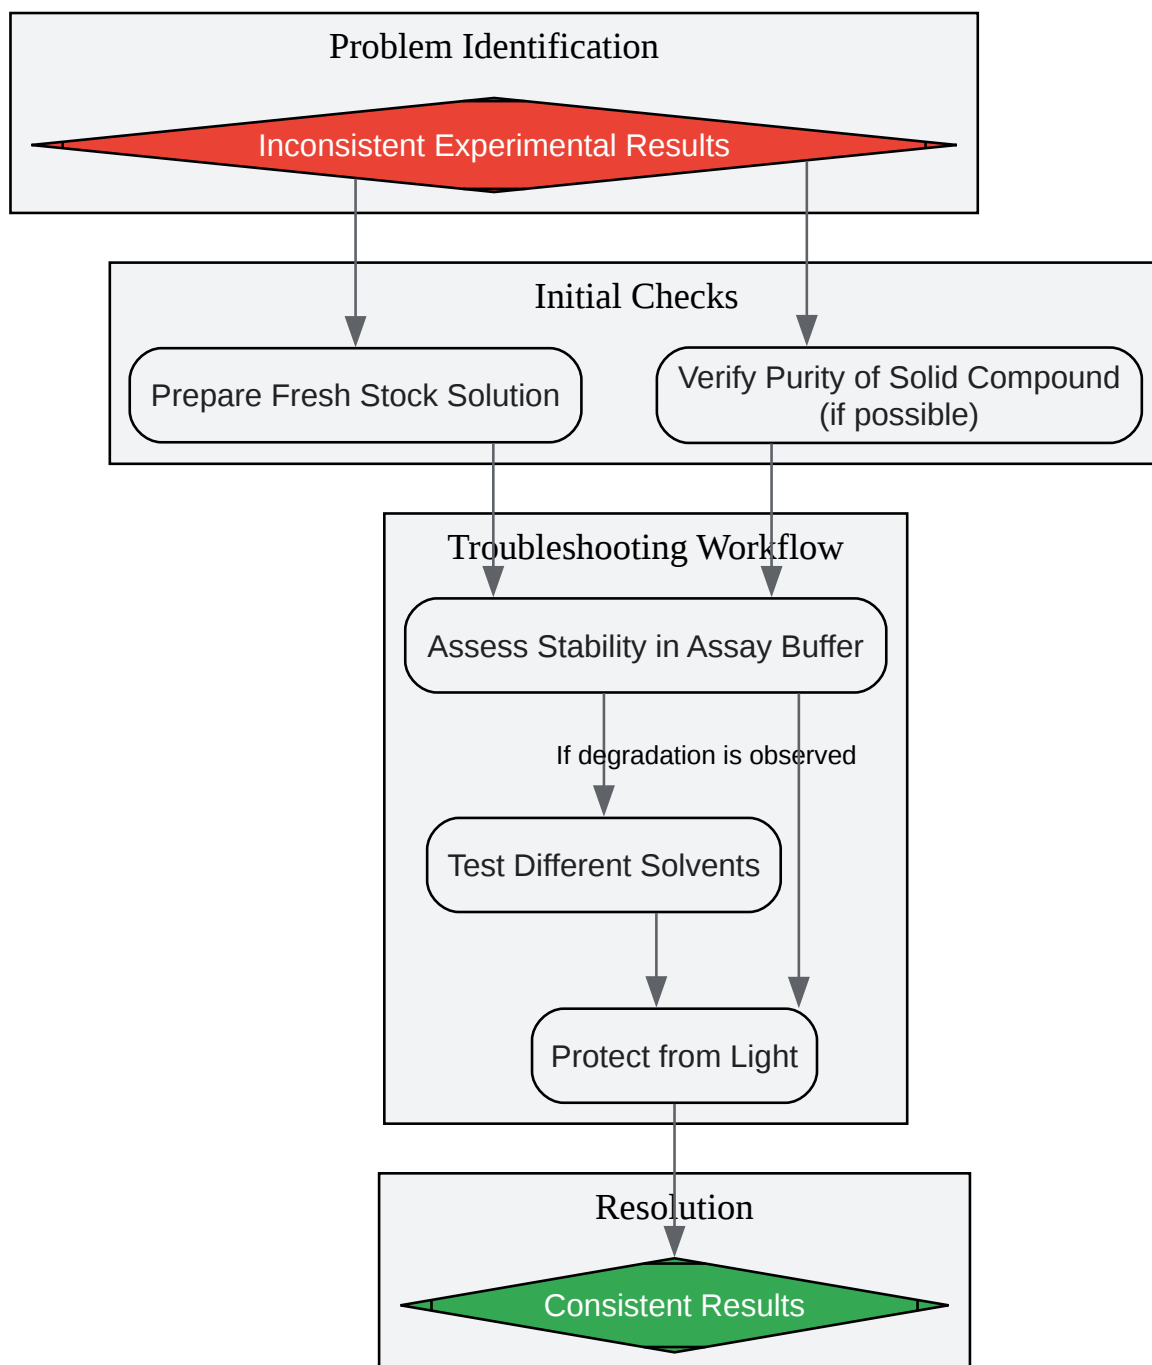 Problem Identification
Inconsistent Experimental Results
Initial Checks
Prepare Fresh Stock Solution
Verify Purity of Solid Compound
(if possible)
Troubleshooting Workflow
Assess Stability in Assay Buffer
If degradation is observed
Test Different Solvents
Protect from Light
Resolution
Consistent Results